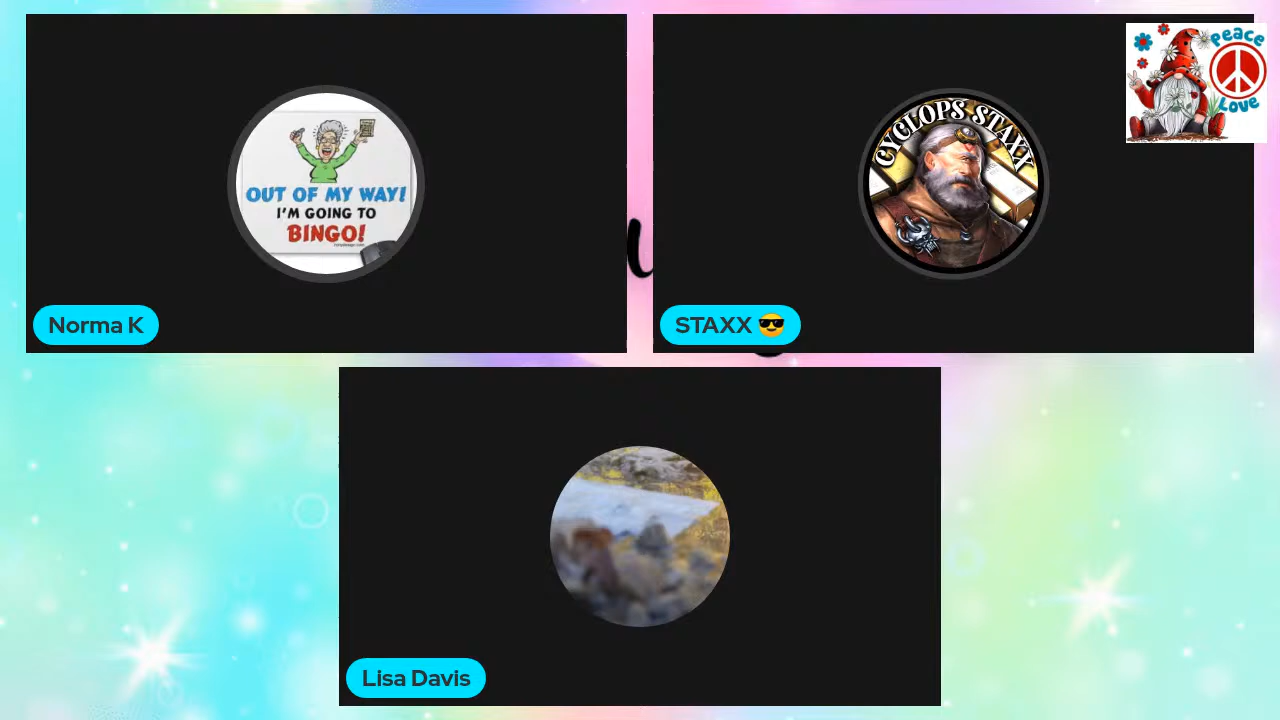 OUT OF MY WAY!
I'M GOING TO
BINGO!
Norma K
CYCLOPS STAXX
STAXX 😎
Peace
Love
Lisa Davis